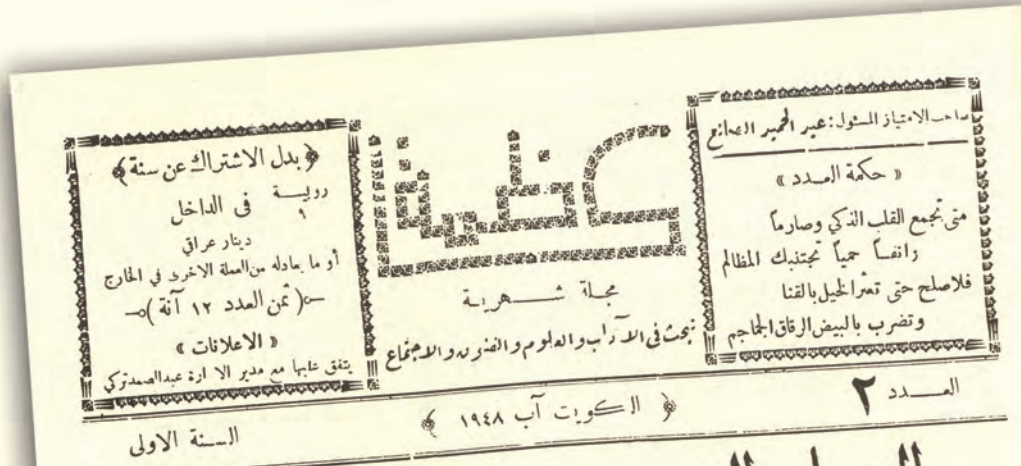 صاحب الامتياز المسئول: عبد الحميد الصانع
« حكمة العدد »
متى تجمع القلب الذكي وصارماً
وانفاً حمياً تجتنبك المظالم
فلاصلح حتى تعثر الخيل بالقنا
وتضرب بالبيض الرقاق الجماجم
كاظمة
مجلة شهرية
تبحث في الآداب والعلوم والفنون والاجتماع
﴿ بدل الاشتراك عن سنة ﴾
روبية
٩ في الداخل
دينار عراقي
أو ما يعادله من العملة الاخرى في الخارج
( ثمن العدد ١٢ آنة )
« الاعلانات »
يتفق عليها مع مدير الادارة عبدالصمد تركي
العدد ٢
﴿ الكويت آب ١٩٤٨ ﴾
السنة الاولى